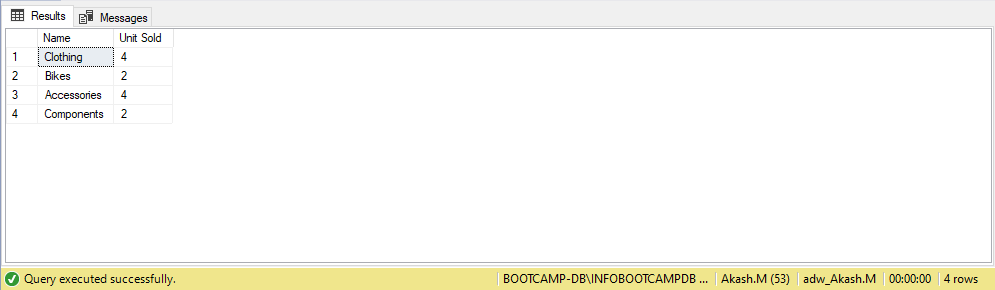 Results Messages
Name Unit Sold
1 Clothing 4
2 Bikes 2
3 Accessories 4
4 Components 2
Query executed successfully. BOOTCAMP-DB\INFOBOOTCAMPDB ... Akash.M (53) adw_Akash.M 00:00:00 4 rows